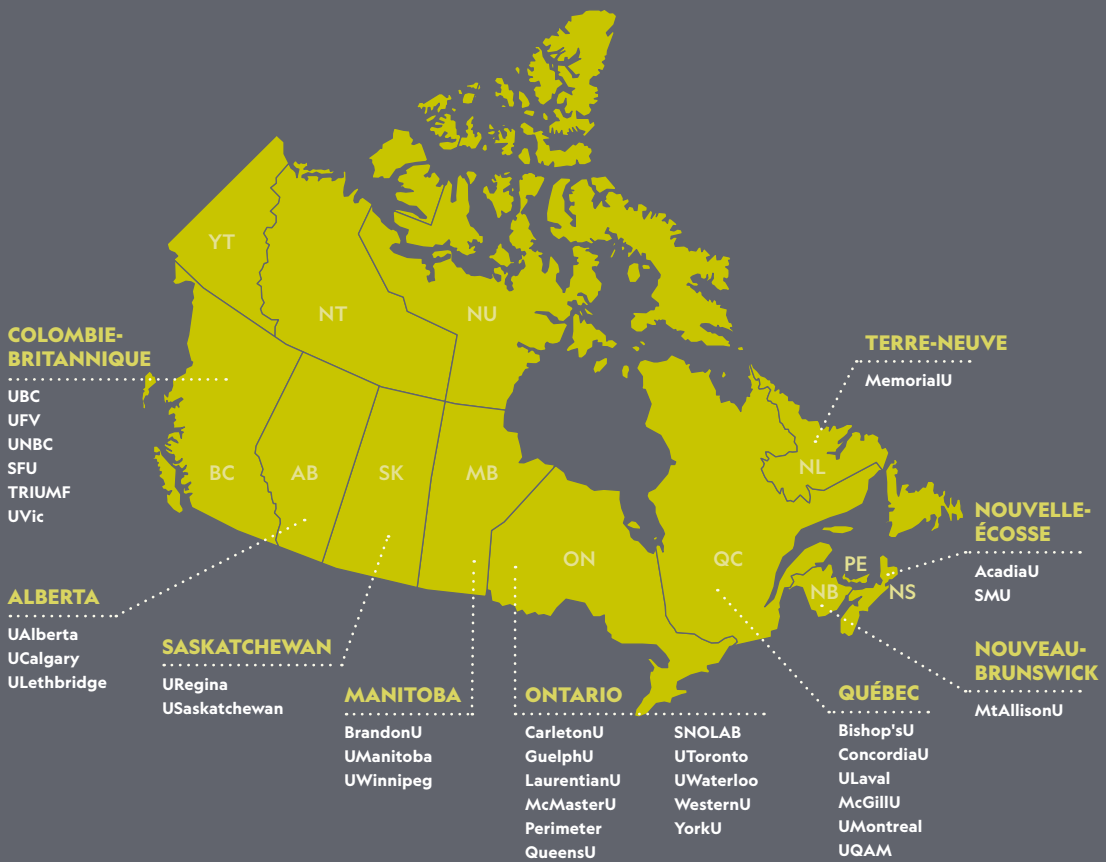 YT
NT
NU
BC
AB
SK
MB
ON
QC
NL
PE
NB
NS
COLOMBIE-
BRITANNIQUE
UBC
UFV
UNBC
SFU
TRIUMF
UVic
ALBERTA
UAlberta
UCalgary
ULethbridge
SASKATCHEWAN
URegina
USaskatchewan
MANITOBA
BrandonU
UManitoba
UWinnipeg
ONTARIO
CarletonU
GuelphU
LaurentianU
McMasterU
Perimeter
QueensU
SNOLAB
UToronto
UWaterloo
WesternU
YorkU
QUÉBEC
Bishop'sU
ConcordiaU
ULaval
McGillU
UMontreal
UQAM
TERRE-NEUVE
MemorialU
NOUVELLE-
ÉCOSSE
AcadiaU
SMU
NOUVEAU-
BRUNSWICK
MtAllisonU